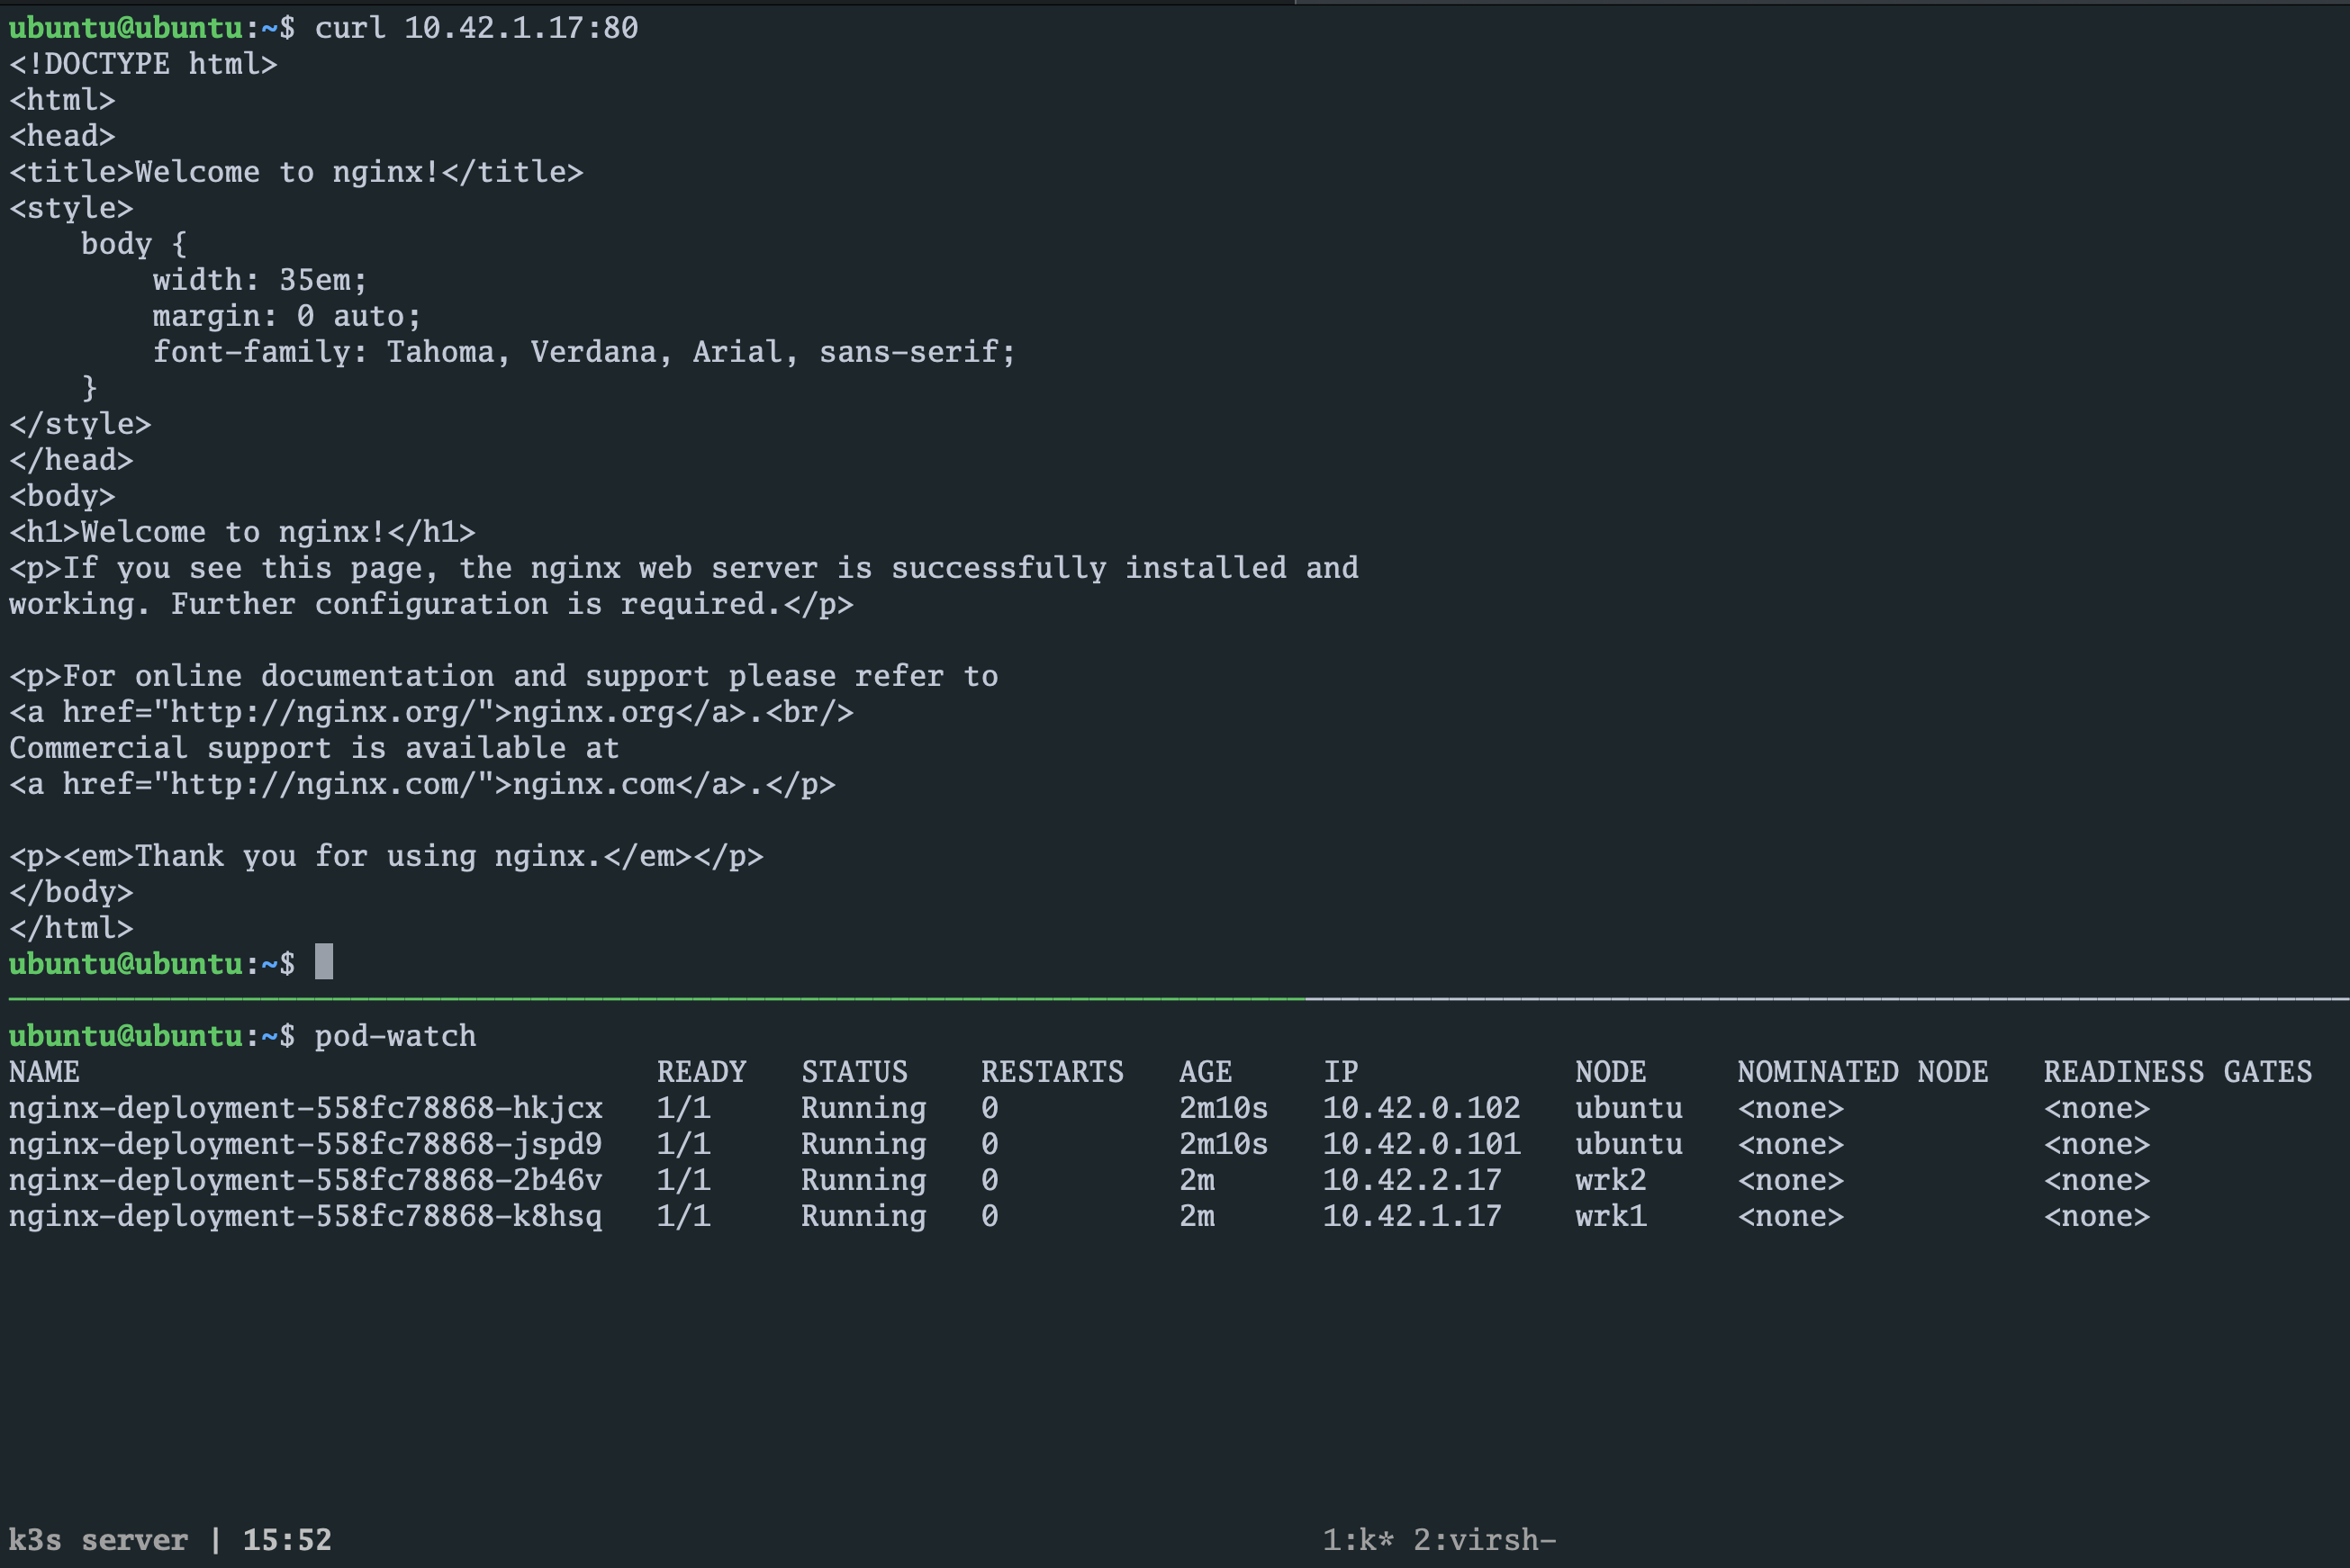 ubuntu@ubuntu:~$ curl 10.42.1.17:80
<!DOCTYPE html>
<html>
<head>
<title>Welcome to nginx!</title>
<style>
    body {
        width: 35em;
        margin: 0 auto;
        font-family: Tahoma, Verdana, Arial, sans-serif;
    }
</style>
</head>
<body>
<h1>Welcome to nginx!</h1>
<p>If you see this page, the nginx web server is successfully installed and
working. Further configuration is required.</p>

<p>For online documentation and support please refer to
<a href="http://nginx.org/">nginx.org</a>.<br/>
Commercial support is available at
<a href="http://nginx.com/">nginx.com</a>.</p>

<p><em>Thank you for using nginx.</em></p>
</body>
</html>
ubuntu@ubuntu:~$
ubuntu@ubuntu:~$ pod-watch
NAME                                READY   STATUS    RESTARTS   AGE     IP            NODE     NOMINATED NODE   READINESS GATES
nginx-deployment-558fc78868-hkjcx   1/1     Running   0          2m10s   10.42.0.102   ubuntu   <none>           <none>
nginx-deployment-558fc78868-jspd9   1/1     Running   0          2m10s   10.42.0.101   ubuntu   <none>           <none>
nginx-deployment-558fc78868-2b46v   1/1     Running   0          2m      10.42.2.17    wrk2     <none>           <none>
nginx-deployment-558fc78868-k8hsq   1/1     Running   0          2m      10.42.1.17    wrk1     <none>           <none>
k3s server | 15:52    1:k* 2:virsh-